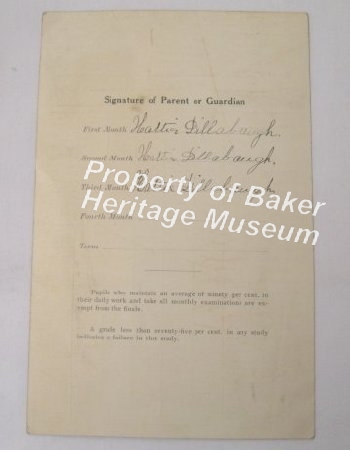 Signature of Parent or Guardian
First Month Hattie Dillabaugh.
Second Month Hattie Dillabaugh.
Third Month Hattie Dillabaugh
Property of Baker
Heritage Museum
Fourth Month
Term
Pupils who maintain an average of ninety per cent. in
their daily work and take all monthly examinations are ex-
empt from the finals.
A grade less than seventy-five per cent. in any study
indicates a failure in this study.